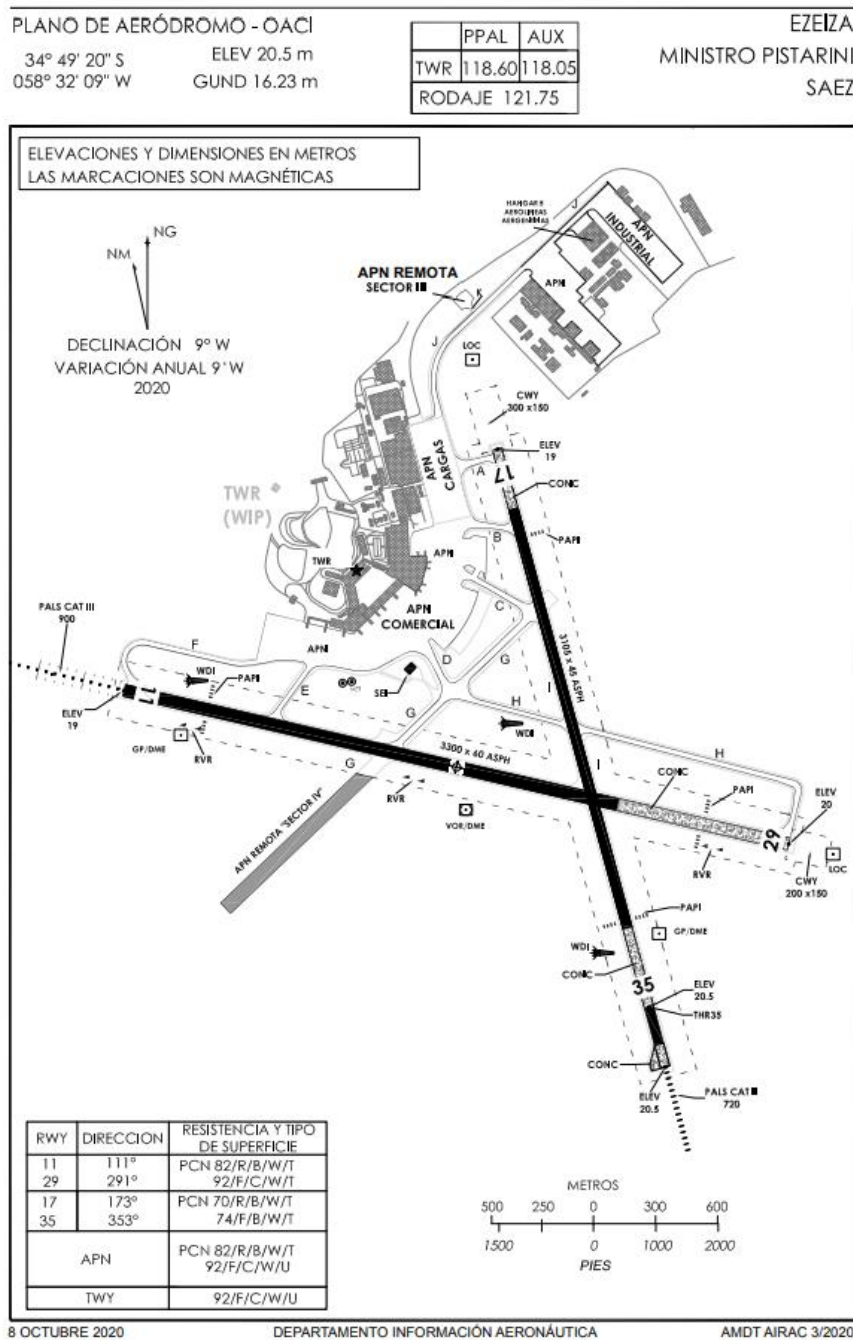 PLANO DE AERÓDROMO - OACI
34° 49' 20" S
058° 32' 09" W
ELEV 20.5 m
GUND 16.23 m
PPAL AUX
TWR 118.60 118.05
RODAJE 121.75
EZEIZA
MINISTRO PISTARINI
SAEZ
ELEVACIONES Y DIMENSIONES EN METROS
LAS MARCACIONES SON MAGNÉTICAS
NM NG
DECLINACIÓN 9° W
VARIACIÓN ANUAL 9' W
2020
HANGARES
AEROLINEAS
ARGENTINAS
J
APN
INDUSTRIAL
APN REMOTA
SECTOR III
K
APN
J
LOC
CWY
300 x150
ELEV
19
APN
CARGAS
A
17
CONC
TWR
(WIP)
B
PAPI
TWR
APN
APN
COMERCIAL
C
3105 x 45 ASPH
PALS CAT III
900
F
APN
D
G
WDI
PAPI
E
SEI
H
I
11
ELEV
19
G
WDI
H
GP/DME
RVR
G
3300 x 60 ASPH
I
CONC
PAPI
ELEV
20
APN REMOTA "SECTOR IV"
RVR
VOR/DME
29
RVR
CWY
200 x150
LOC
PAPI
WDI
GP/DME
CONC
35
ELEV
20.5
THR35
CONC
ELEV
20.5
PALS CAT II
720
RWY DIRECCION RESISTENCIA Y TIPO
DE SUPERFICIE
11 111° PCN 82/R/B/W/T
29 291° 92/F/C/W/T
17 173° PCN 70/R/B/W/T
35 353° 74/F/B/W/T
APN PCN 82/R/B/W/T
92/F/C/W/U
TWY 92/F/C/W/U
METROS
500 250 0 300 600
1500 0 1000 2000
PIES
8 OCTUBRE 2020 DEPARTAMENTO INFORMACIÓN AERONÁUTICA AMDT AIRAC 3/2020